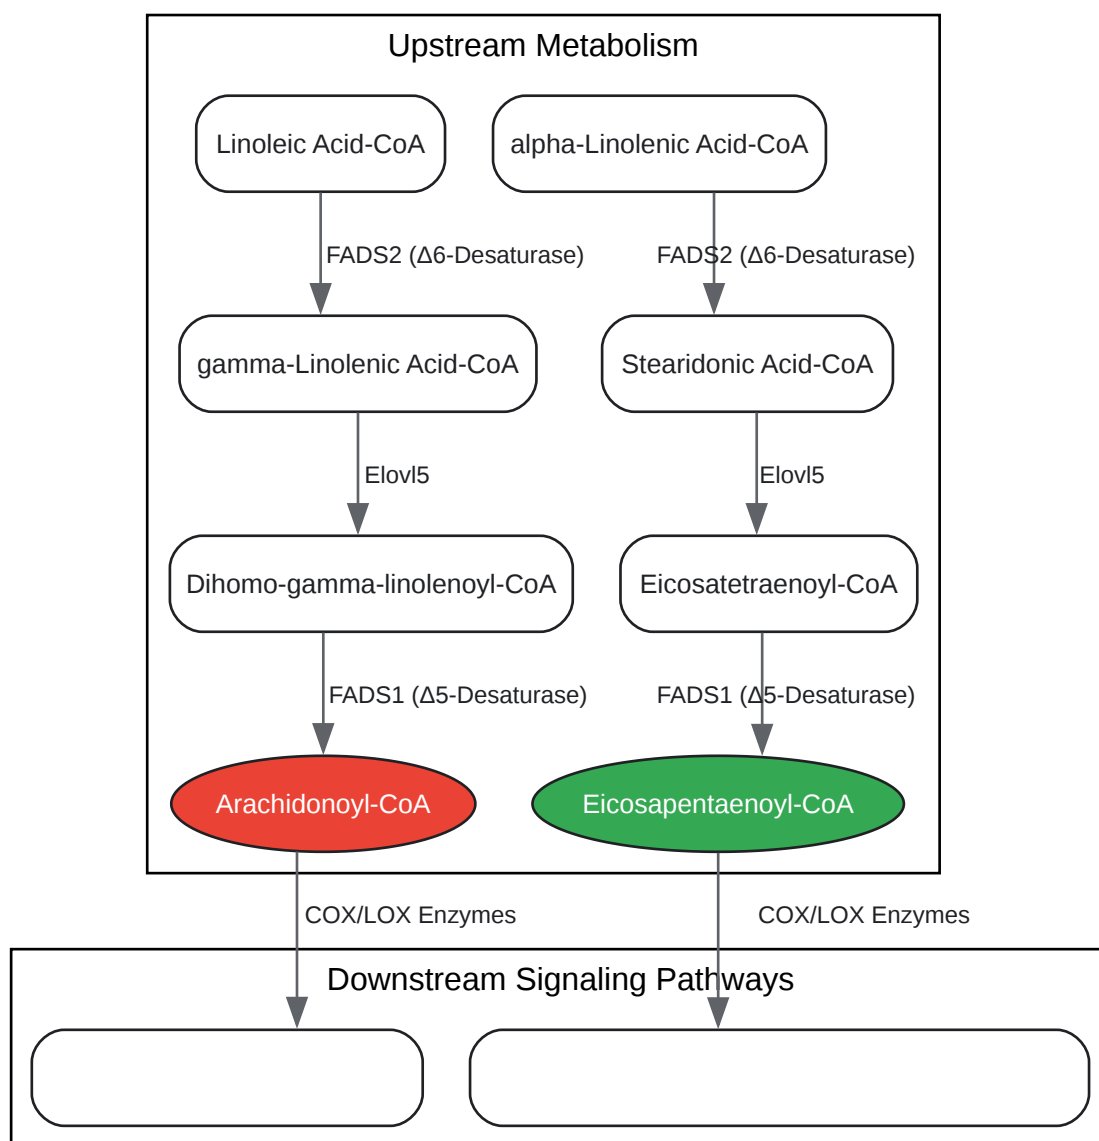 Upstream Metabolism
Linoleic Acid-CoA
alpha-Linolenic Acid-CoA
FADS2 (Δ6-Desaturase)
FADS2 (Δ6-Desaturase)
gamma-Linolenic Acid-CoA
Stearidonic Acid-CoA
Elovl5
Elovl5
Dihomo-gamma-linolenoyl-CoA
Eicosatetraenoyl-CoA
FADS1 (Δ5-Desaturase)
FADS1 (Δ5-Desaturase)
Arachidonoyl-CoA
Eicosapentaenoyl-CoA
COX/LOX Enzymes
COX/LOX Enzymes
Downstream Signaling Pathways